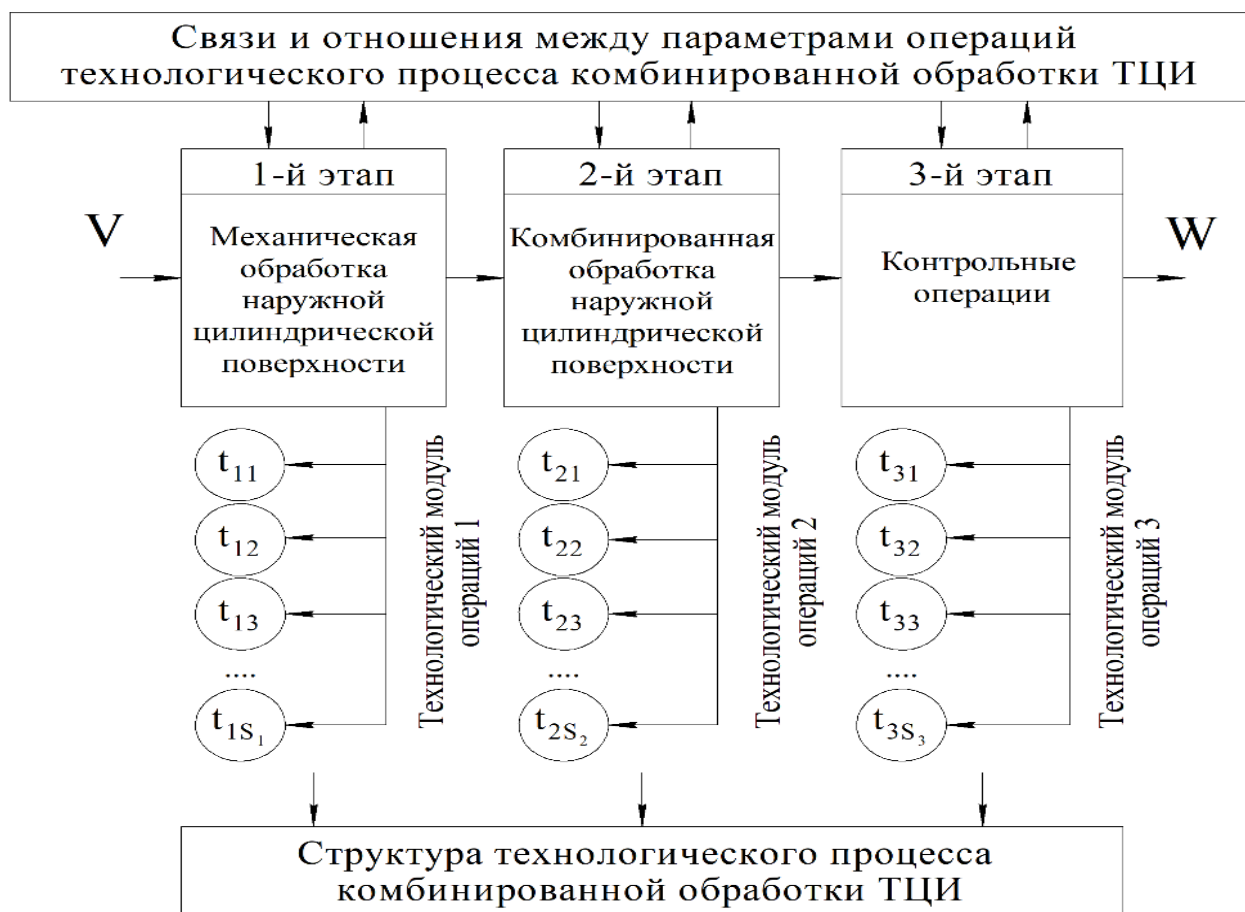 Связи и отношения между параметрами операций
технологического процесса комбинированной обработки ТЦИ
1-й этап
2-й этап
3-й этап
V
Механическая
обработка
наружной
цилиндрической
поверхности
Комбинированная
обработка
наружной
цилиндрической
поверхности
Контрольные
операции
W
t11
t12
t13
....
t1S1
Технологический модуль
операций 1
t21
t22
t23
....
t2S2
Технологический модуль
операций 2
t31
t32
t33
....
t3S3
Технологический модуль
операций 3
Структура технологического процесса
комбинированной обработки ТЦИ